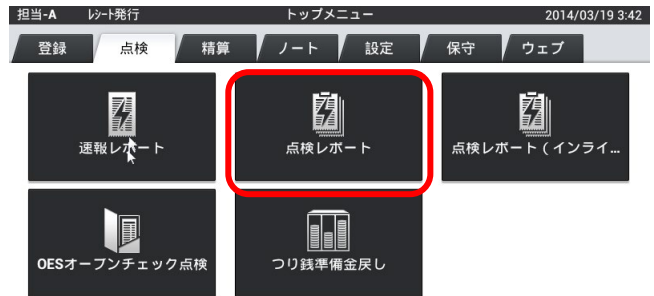 担当-A ﾚｼｰﾄ発行 トップメニュー 2014/03/19 3:42
登録 点検 精算 ノート 設定 保守 ウェブ
速報レポート 点検レポート 点検レポート ( インライ...
OESオープンチェック点検 つり銭準備金戻し